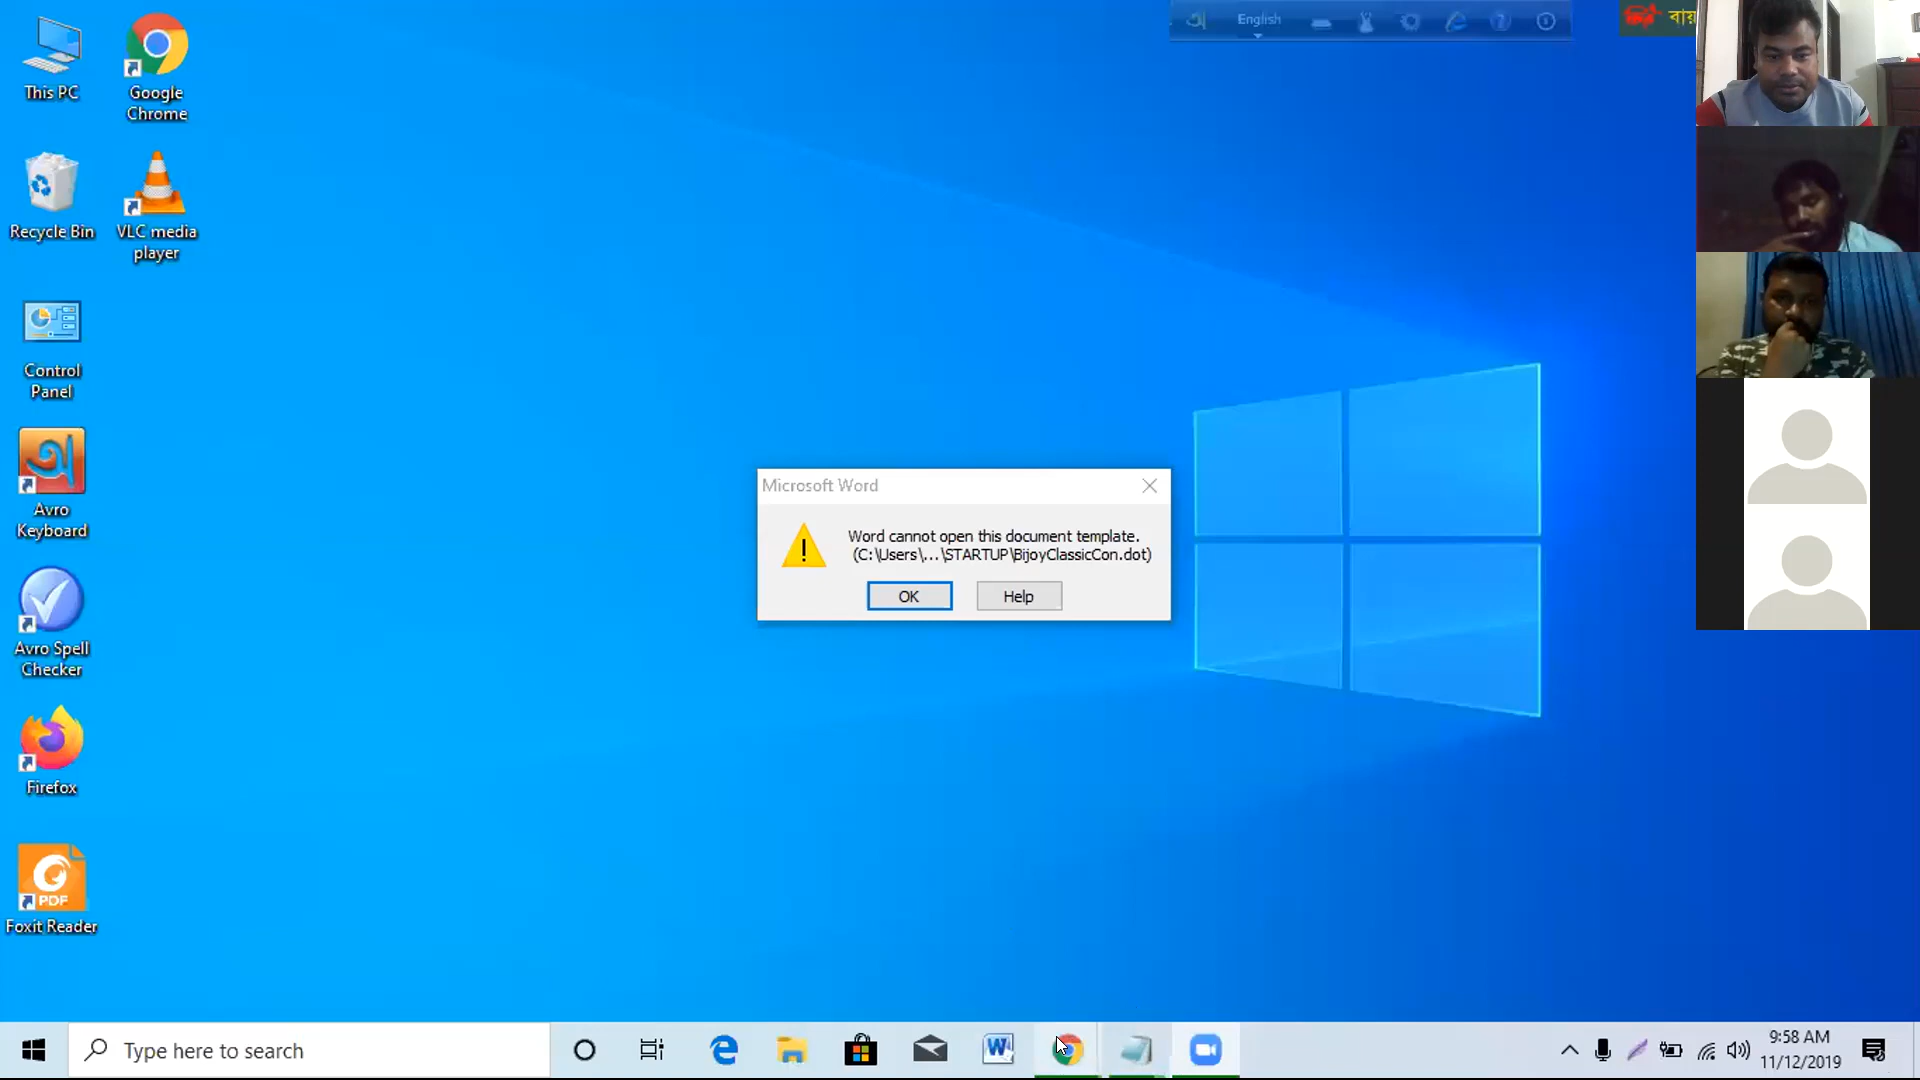 English
বায়
This PC
Google
Chrome
Recycle Bin
VLC media
player
Control
Panel
অ
Avro
Keyboard
Avro Spell
Checker
Firefox
PDF
Foxit Reader
Microsoft Word
Word cannot open this document template.
(C:\Users\...\STARTUP\BijoyClassicCon.dot)
OK
Help
Type here to search
W
9:58 AM
11/12/2019